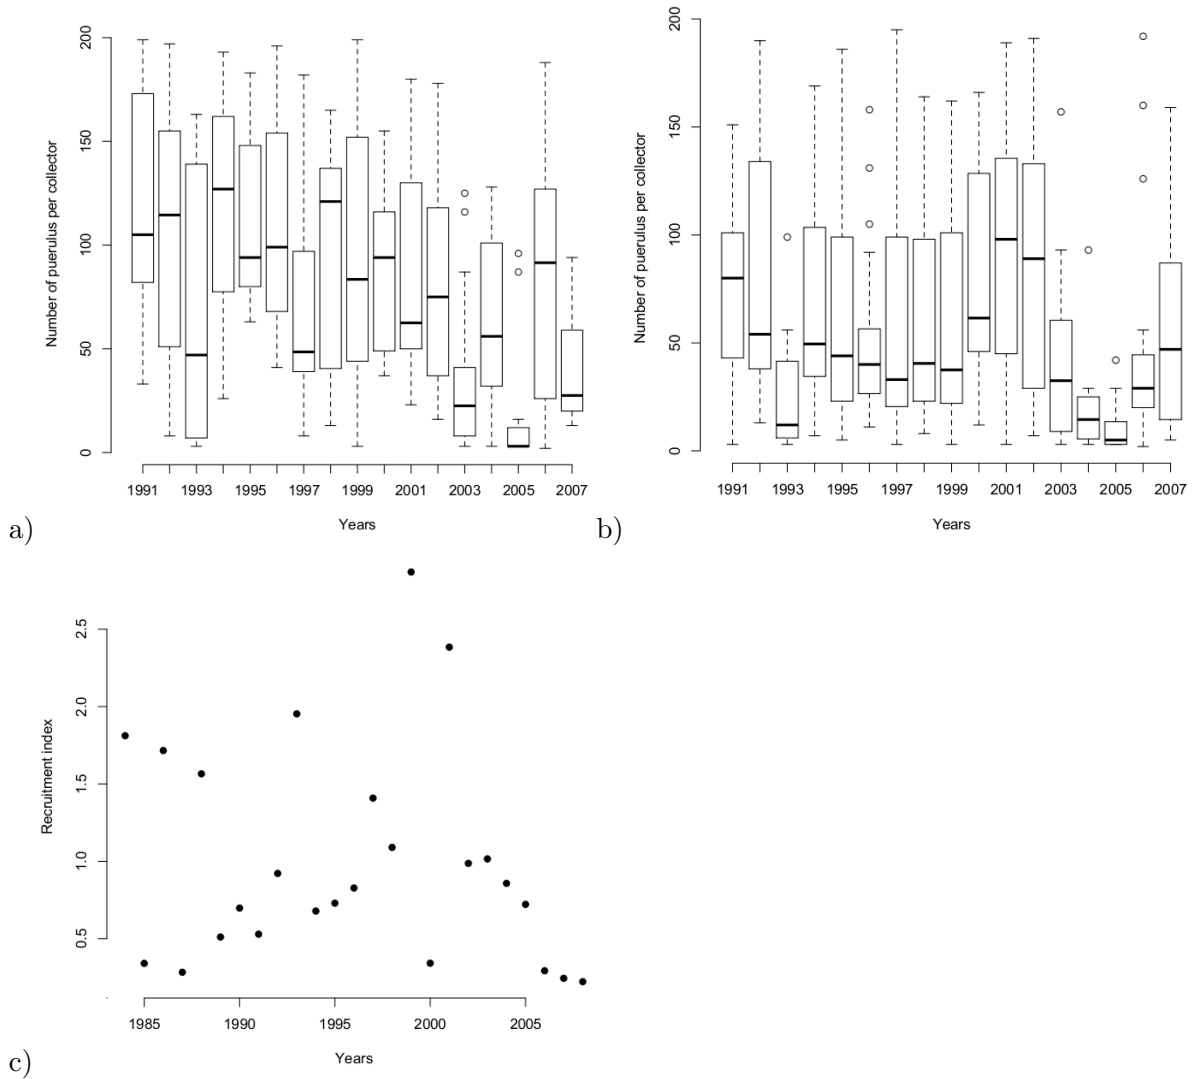 Number of puerulus per collector
200
150
100
50
0
1991 1993 1995 1997 1999 2001 2003 2005 2007
Years
a)
Number of puerulus per collector
200
150
100
50
0
1991 1993 1995 1997 1999 2001 2003 2005 2007
Years
b)
Recruitment index
2.5
2.0
1.5
1.0
0.5
1985 1990 1995 2000 2005
Years
c)